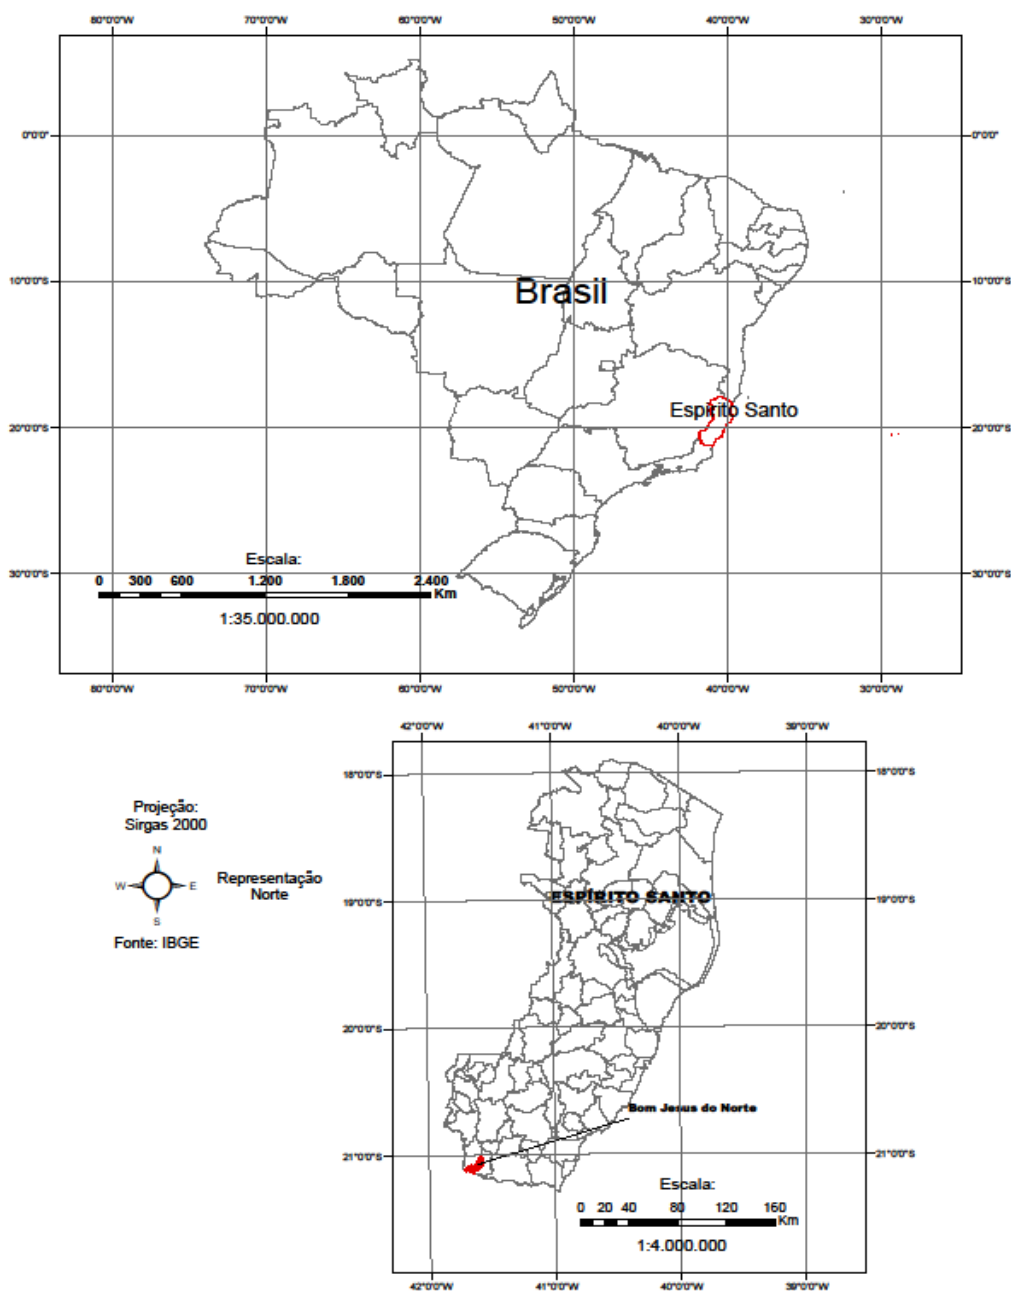 80°0'0"W 70°0'0"W 60°0'0"W 50°0'0"W 40°0'0"W 30°0'0"W
0°0'0" 0°0'0"
Brasil
10°0'0"S 10°0'0"S
Espírito Santo
20°0'0"S 20°0'0"S
Escala:
30°0'0"S 30°0'0"S
0 300 600 1.200 1.800 2.400
Km
1:35.000.000
80°0'0"W 70°0'0"W 60°0'0"W 50°0'0"W 40°0'0"W 30°0'0"W
42°0'0"W 41°0'0"W 40°0'0"W 39°0'0"W
18°0'0"S 18°0'0"S
Projeção:
Sirgas 2000
N
W E
S
Representação
Norte
Fonte: IBGE
ESPÍRITO SANTO
19°0'0"S 19°0'0"S
20°0'0"S 20°0'0"S
Bom Jesus do Norte
21°0'0"S 21°0'0"S
Escala:
0 20 40 80 120 160
Km
1:4.000.000
42°0'0"W 41°0'0"W 40°0'0"W 39°0'0"W